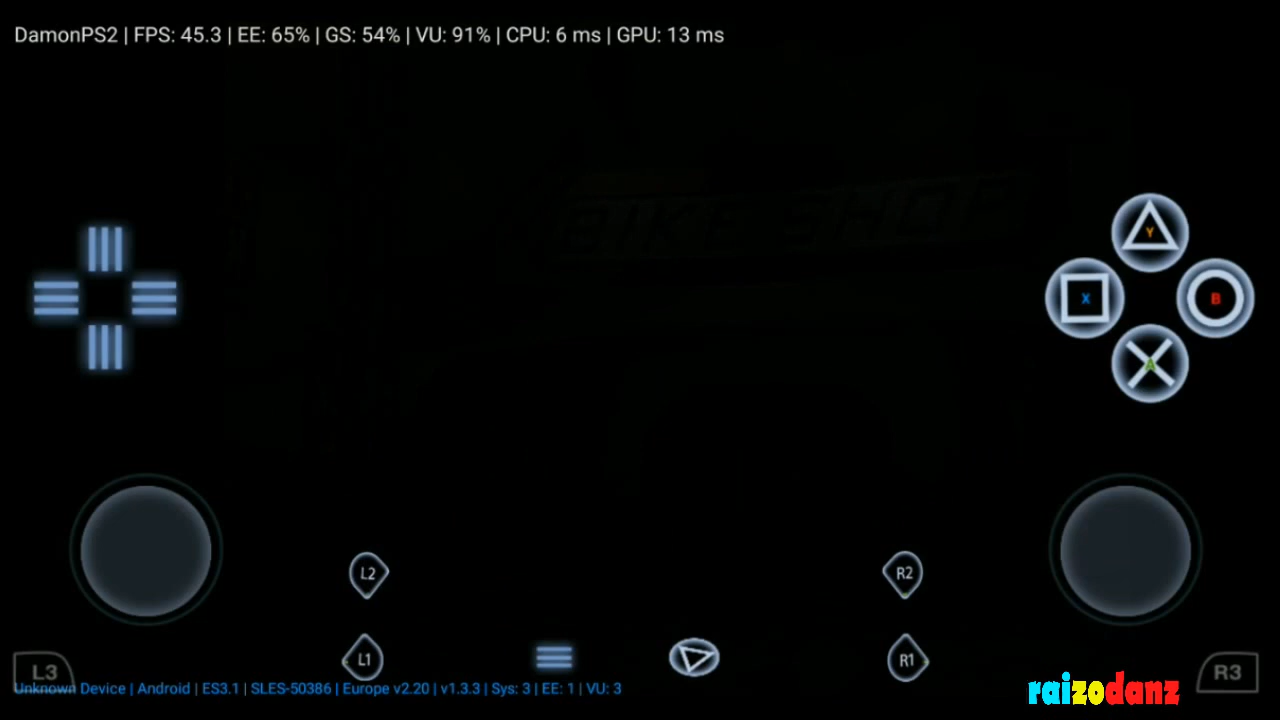 DamonPS2 | FPS: 45.3 | EE: 65% | GS: 54% | VU: 91% | CPU: 6 ms | GPU: 13 ms
BIKE SHOP
Y
X
B
A
L2
R2
L1
R1
L3
R3
Unknown Device | Android | ES3.1 | SLES-50386 | Europe v2.20 | v1.3.3 | Sys: 3 | EE: 1 | VU: 3
raizodanz